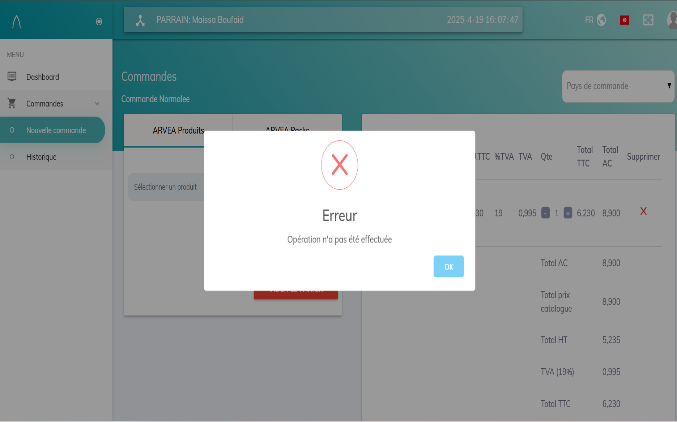 PARRAIN: Maissa Boufaid
2025-4-19 16: 07:47
FR
MENU
Dashboard
Commandes
Nouvelle commande
Historique
Commandes
Commande Normalee
Pays de commande
ARVEA Produits
Sélectionner un produit
TTC %TVA TVA Qte Total TTC Total AC Supprimer
30 19 0,995 - 1 + 6,230 8,900 X
Erreur
Opération n'a pas été effectuée
OK
Total AC 8,900
Total prix catalogue 8,900
Total HT 5,235
TVA (19%) 0,995
Total TTC 6,230